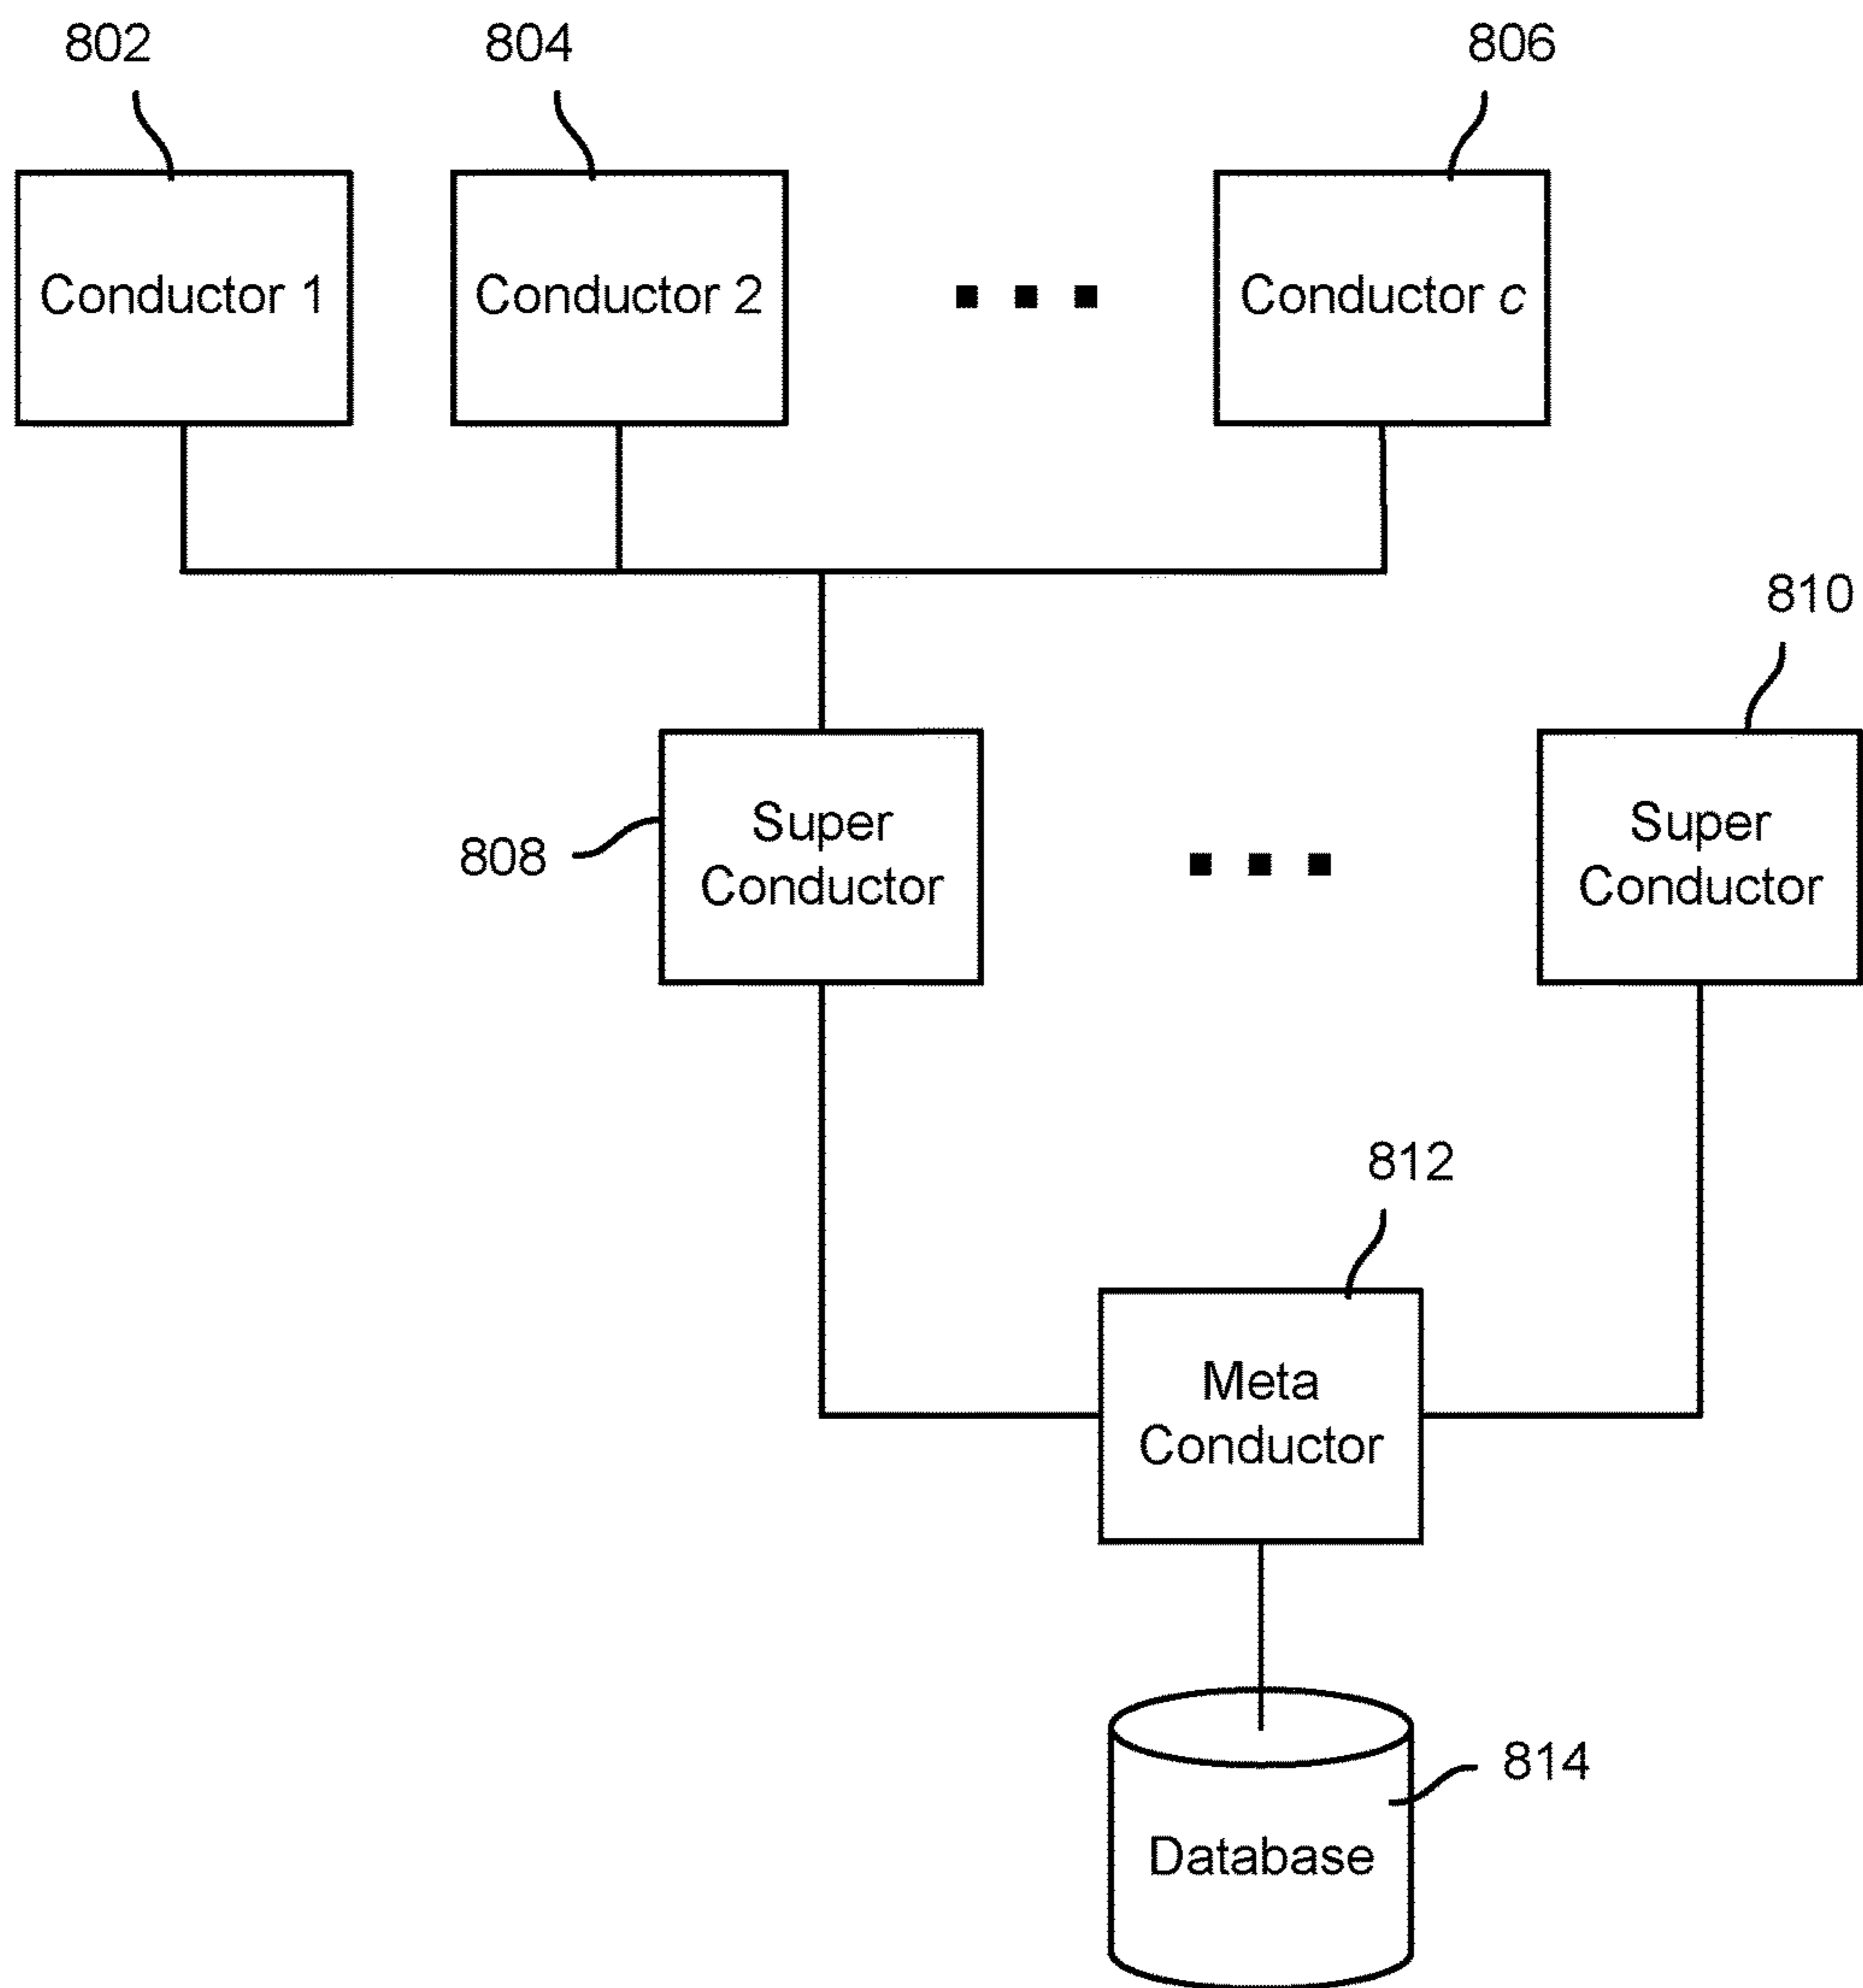 802
804
806
Conductor 1
Conductor 2
Conductor c
810
808
Super
Conductor
Super
Conductor
812
Meta
Conductor
814
Database